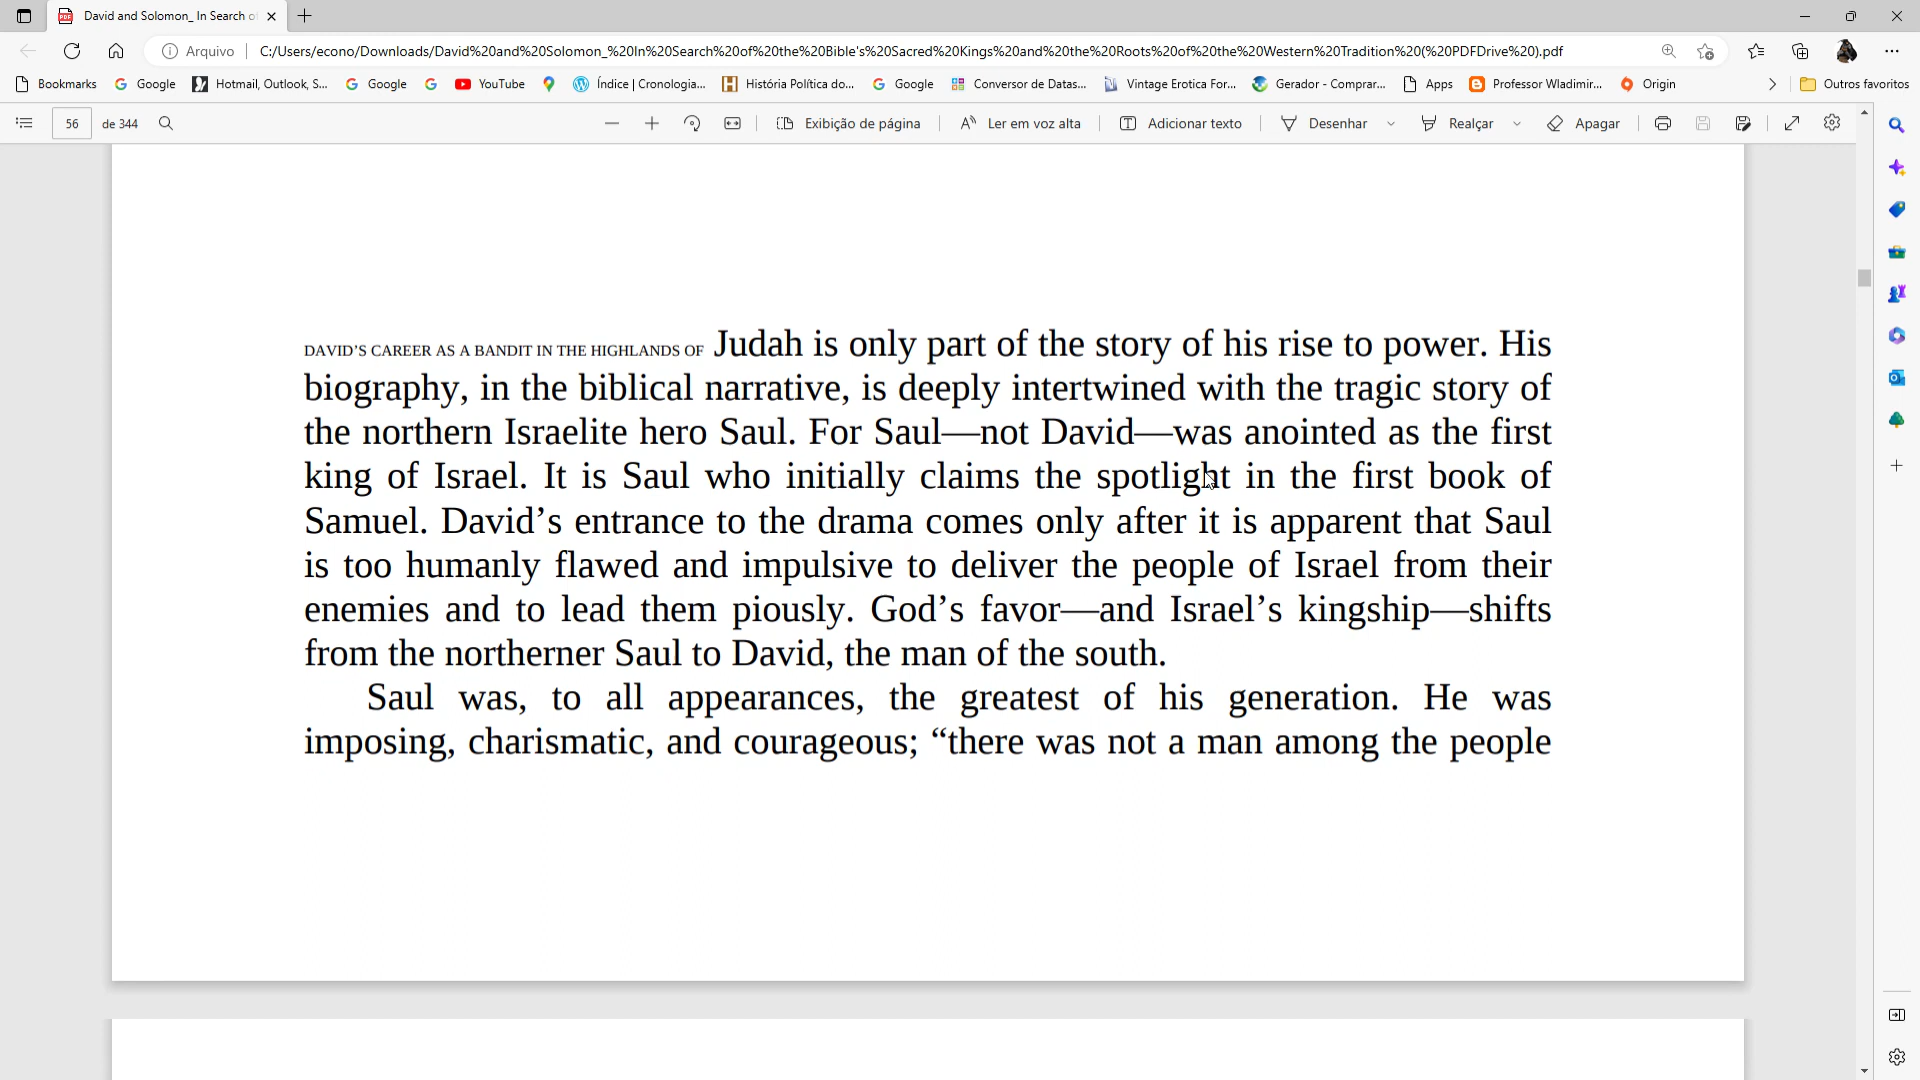 David and Solomon_ In Search o
Arquivo
C:/Users/econo/Downloads/David%20and%20Solomon_%20In%20Search%20of%20the%20Bible's%20Sacred%20Kings%20and%20the%20Roots%20of%20the%20Western%20Tradition%20(%20PDFDrive%20).pdf
Bookmarks Google Hotmail, Outlook, S... Google YouTube Índice | Cronologia... História Política do... Google Conversor de Datas... Vintage Erotica For... Gerador - Comprar... Apps Professor Wladimir... Origin Outros favoritos
56 de 344 Exibição de página Ler em voz alta Adicionar texto Desenhar Realçar Apagar
DAVID’S CAREER AS A BANDIT IN THE HIGHLANDS OF Judah is only part of the story of his rise to power. His
biography, in the biblical narrative, is deeply intertwined with the tragic story of
the northern Israelite hero Saul. For Saul—not David—was anointed as the first
king of Israel. It is Saul who initially claims the spotlight in the first book of
Samuel. David’s entrance to the drama comes only after it is apparent that Saul
is too humanly flawed and impulsive to deliver the people of Israel from their
enemies and to lead them piously. God’s favor—and Israel’s kingship—shifts
from the northerner Saul to David, the man of the south.
Saul was, to all appearances, the greatest of his generation. He was
imposing, charismatic, and courageous; “there was not a man among the people